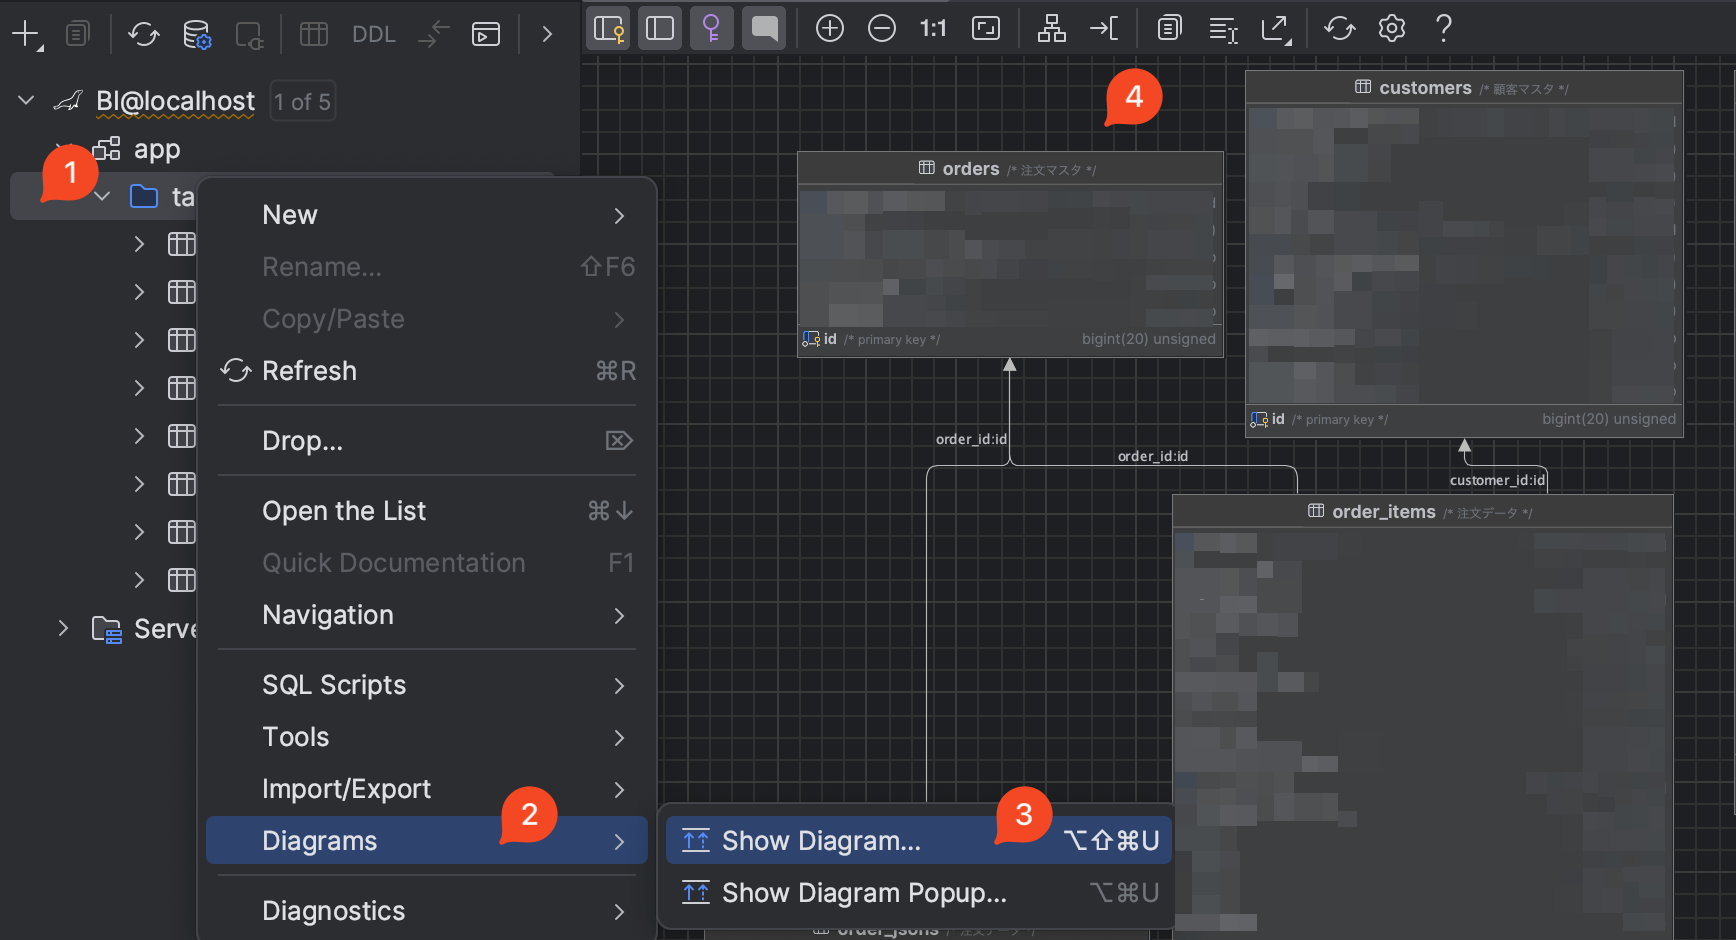 DDL
1:1
BI@localhost 1 of 5
app
1
ta
Serve
New
Rename... ⇧F6
Copy/Paste
Refresh ⌘R
Drop...
Open the List ⌘↓
Quick Documentation F1
Navigation
SQL Scripts
Tools
Import/Export
Diagrams
2
Diagnostics
Show Diagram... ⌥⇧⌘U
3
Show Diagram Popup... ⌥⌘U
4
orders /* 注文マスタ */
id /* primary key */ bigint(20) unsigned
customers /* 顧客マスタ */
id /* primary key */ bigint(20) unsigned
order_id:id
order_id:id
customer_id:id
order_items /* 注文データ */
order_jsons /* 注文データ */